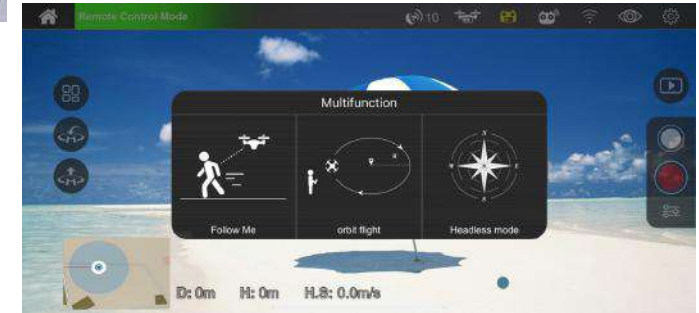 Remote Control Mode
10
Multifunction
N
R
E
S
Follow Me
orbit flight
Headless mode
D: 0m H: 0m H.S: 0.0m/s